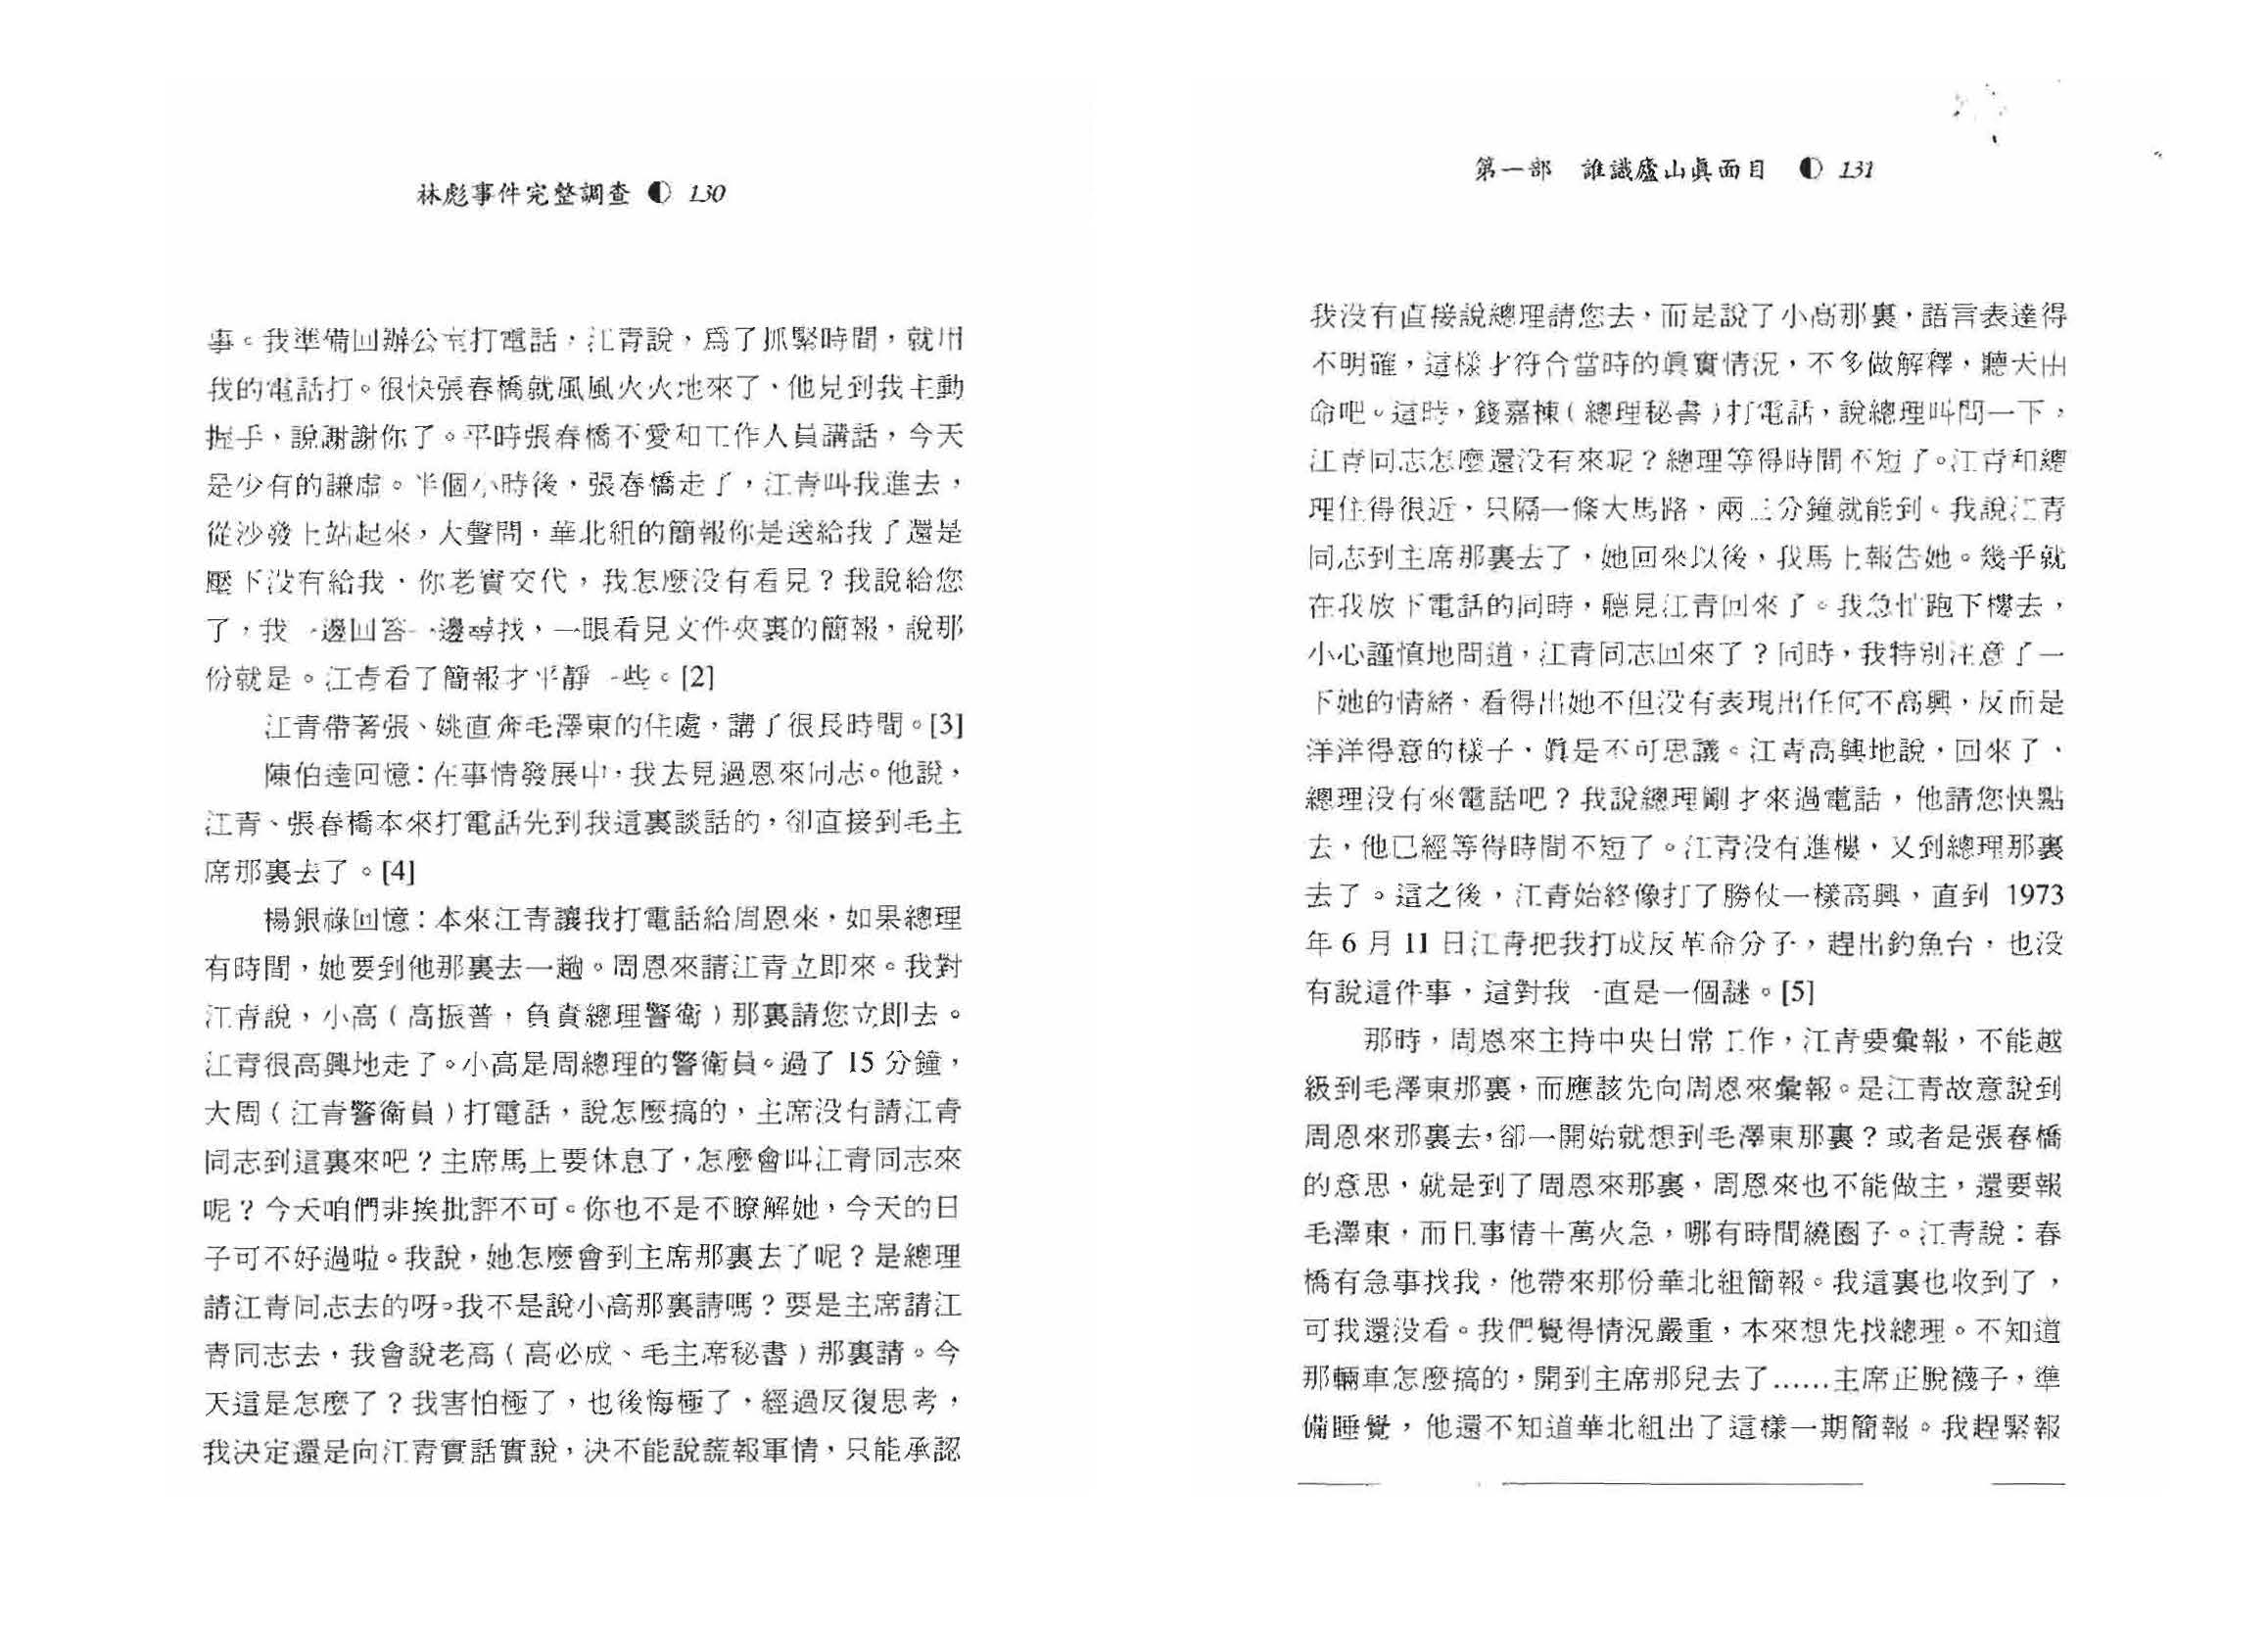 林彪事件完整調查 130
事。我準備回辦公室打電話，江青說，爲了抓緊時間，就用
我的電話打。很快張春橋就風風火火地來了、他見到我主動
握手，說謝謝你了。平時張春橋不愛和工作人員講話，今天
是少有的謙虛。半個小時後，張春橋走了，江青叫我進去，
從沙發上站起來，大聲問，華北組的簡報你是送給我了還是
壓下没有給我，你老實交代，我怎麼没有看見？我說給您
了，我一邊回答一邊尋找，一眼看見文件夾裏的簡報，說那
份就是。江青看了簡報才平靜一些。[2]
江青帶著張、姚直奔毛澤東的住處，講了很長時間。[3]
陳伯達回憶：在事情發展中，我去見過恩來同志。他說，
江青、張春橋本來打電話先到我這裏談話的，卻直接到毛主
席那裏去了。[4]
楊銀祿回憶：本來江青讓我打電話給周恩來，如果總理
有時間，她要到他那裏去一趟。周恩來請江青立即來。我對
江青說，小高（高振普，負責總理警衛）那裏請您立即去。
江青很高興地走了。小高是周總理的警衛員。過了 15 分鐘，
大周（江青警衛員）打電話，說怎麼搞的，主席没有請江青
同志到這裏來吧？主席馬上要休息了，怎麼會叫江青同志來
呢？今天咱們非挨批評不可。你也不是不瞭解她，今天的日
子可不好過啦。我說，她怎麼會到主席那裏去了呢？是總理
請江青同志去的呀。我不是說小高那裏請嗎？要是主席請江
青同志去，我會說老高（高必成、毛主席秘書）那裏請。今
天這是怎麼了？我害怕極了，也後悔極了，經過反復思考，
我決定還是向江青實話實說，決不能說謊報軍情，只能承認
第一部 誰識廬山眞面目 131
我没有直接說總理請您去，而是說了小高那裏，語言表達得
不明確，這樣才符合當時的眞實情況，不多做解釋，聽天由
命吧。這時，錢嘉棟（總理秘書）打電話，說總理叫問一下，
江青同志怎麼還没有來呢？總理等得時間不短了。江青和總
理住得很近，只隔一條大馬路，兩三分鐘就能到。我說江青
同志到主席那裏去了，她回來以後，我馬上報告她。幾乎就
在我放下電話的同時，聽見江青回來了。我急忙跑下樓去，
小心謹慎地問道，江青同志回來了？同時，我特別注意了一
下她的情緒，看得出她不但没有表現出任何不高興，反而是
洋洋得意的樣子，眞是不可思議。江青高興地說，回來了，
總理没有來電話吧？我說總理剛才來過電話，他請您快點
去，他已經等得時間不短了。江青没有進樓，又到總理那裏
去了。這之後，江青始終像打了勝仗一樣高興，直到 1973
年 6 月 11 日江青把我打成反革命分子，趕出釣魚台，也没
有說這件事，這對我一直是一個謎。[5]
那時，周恩來主持中央日常工作，江青要彙報，不能越
級到毛澤東那裏，而應該先向周恩來彙報。是江青故意說到
周恩來那裏去，卻一開始就想到毛澤東那裏？或者是張春橋
的意思，就是到了周恩來那裏，周恩來也不能做主，還要報
毛澤東，而且事情十萬火急，哪有時間繞圈子。江青說：春
橋有急事找我，他帶來那份華北組簡報。我這裏也收到了，
可我還没看。我們覺得情況嚴重，本來想先找總理。不知道
那輛車怎麼搞的，開到主席那兒去了……主席正脫襪子，準
備睡覺，他還不知道華北組出了這樣一期簡報。我趕緊報